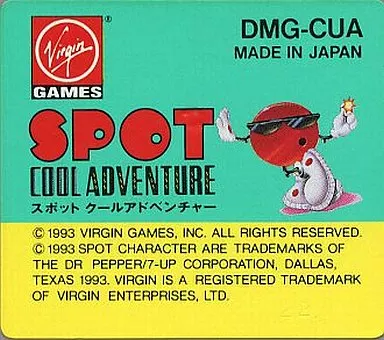 Virgin
GAMES
DMG-CUA
MADE IN JAPAN
SPOT
COOL ADVENTURE
スポット クールアドベンチャー
© 1993 VIRGIN GAMES, INC. ALL RIGHTS RESERVED.
© 1993 SPOT CHARACTER ARE TRADEMARKS OF
THE DR PEPPER/7-UP CORPORATION, DALLAS,
TEXAS 1993. VIRGIN IS A REGISTERED TRADEMARK
OF VIRGIN ENTERPRISES, LTD.